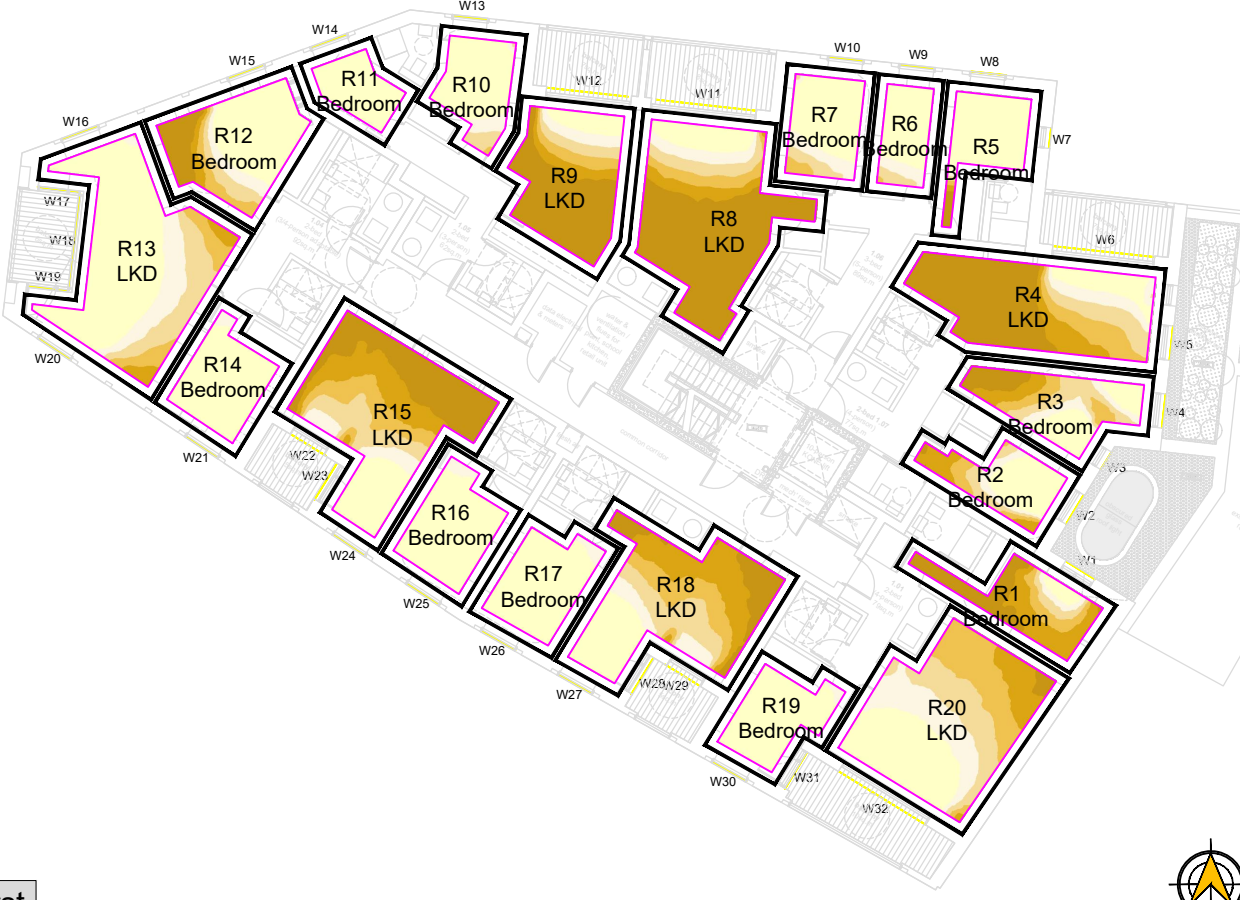 W13
W14
W10
W9
W8
W15
R11
Bedroom
R10
Bedroom
W12
W11
R7
Bedroom
R6
Bedroom
R5
Bedroom
W7
W16
R12
Bedroom
R9
LKD
R8
LKD
W17
W18
W19
R13
LKD
W6
R4
LKD
W5
W20
R14
Bedroom
R15
LKD
R3
Bedroom
W4
W21
W22
W23
R2
Bedroom
W3
W2
W24
R16
Bedroom
R17
Bedroom
R18
LKD
R1
Bedroom
W1
W25
W26
W27
W28
W29
R19
Bedroom
R20
LKD
W30
W31
W32